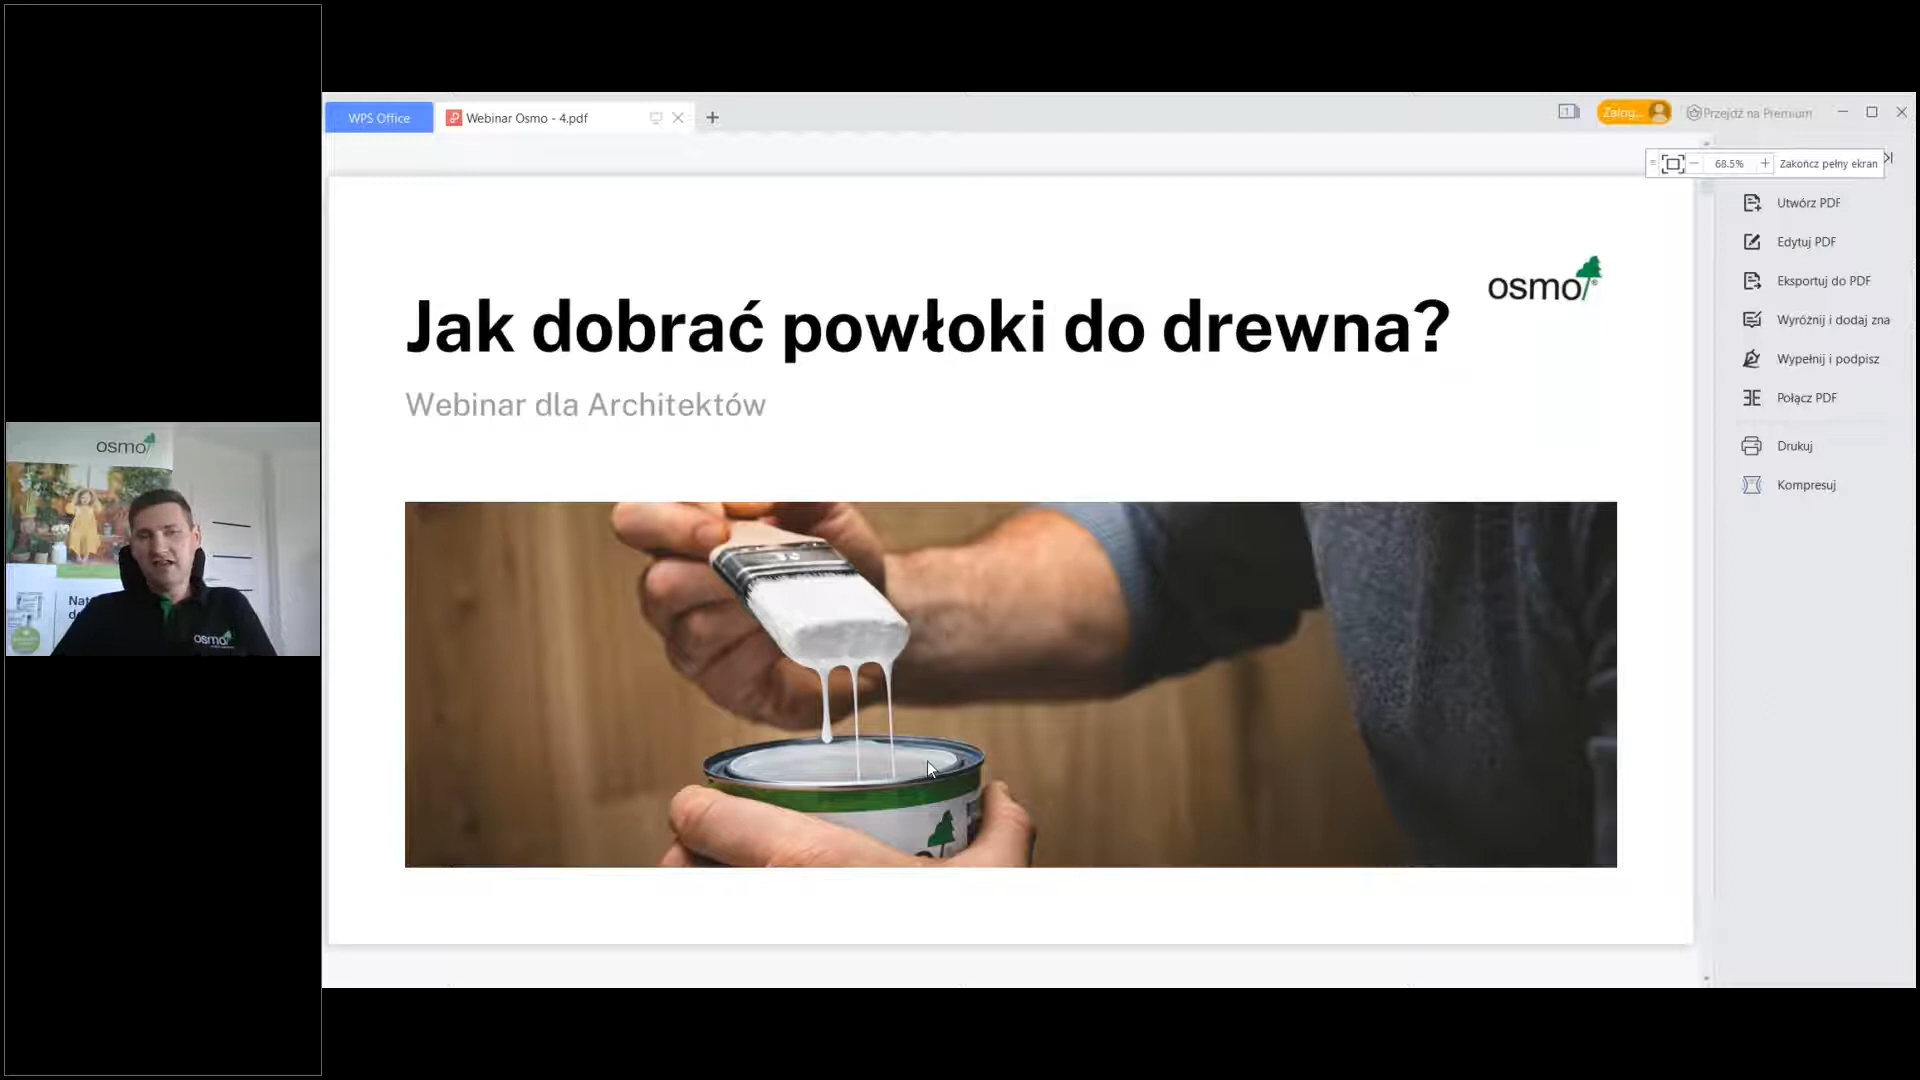 WPS Office
Webinar Osmo - 4.pdf
Przejdź na Premium
68.5%
Zakończ pełny ekran
Utwórz PDF
Edytuj PDF
Eksportuj do PDF
Wyróżnij i dodaj zna
Wypełnij i podpisz
Połącz PDF
Drukuj
Kompresuj
osmo
Jak dobrać powłoki do drewna?
Webinar dla Architektów
osmo
osmo